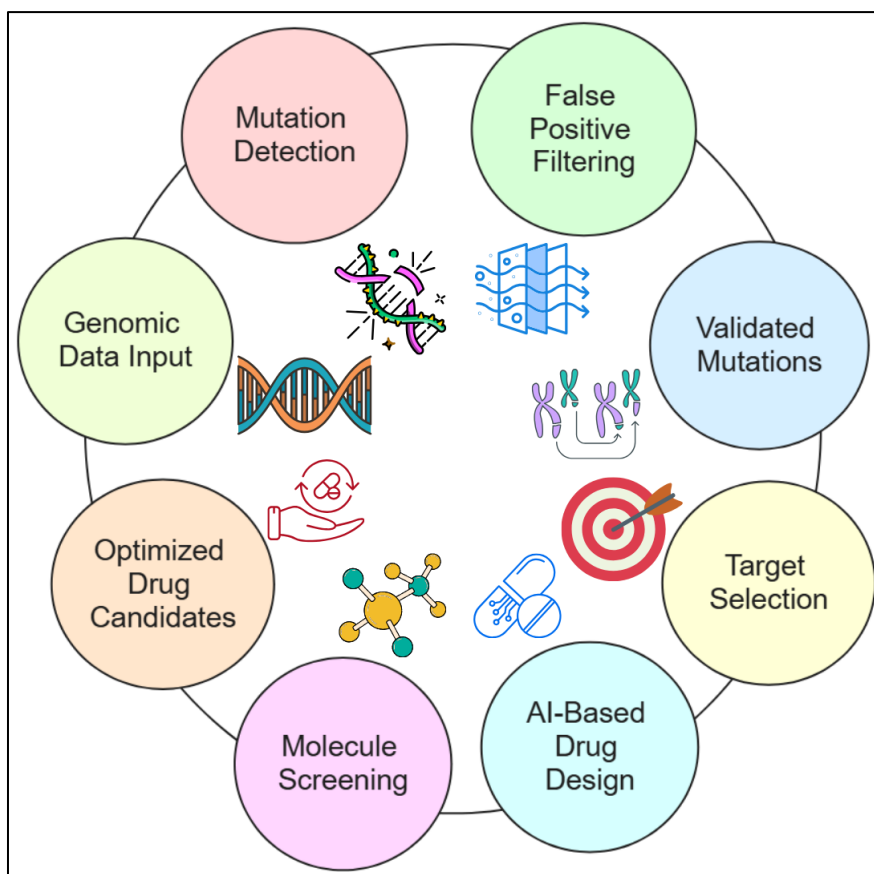 Mutation
Detection
False
Positive
Filtering
Genomic
Data Input
Validated
Mutations
Optimized
Drug
Candidates
Target
Selection
Molecule
Screening
AI-Based
Drug
Design